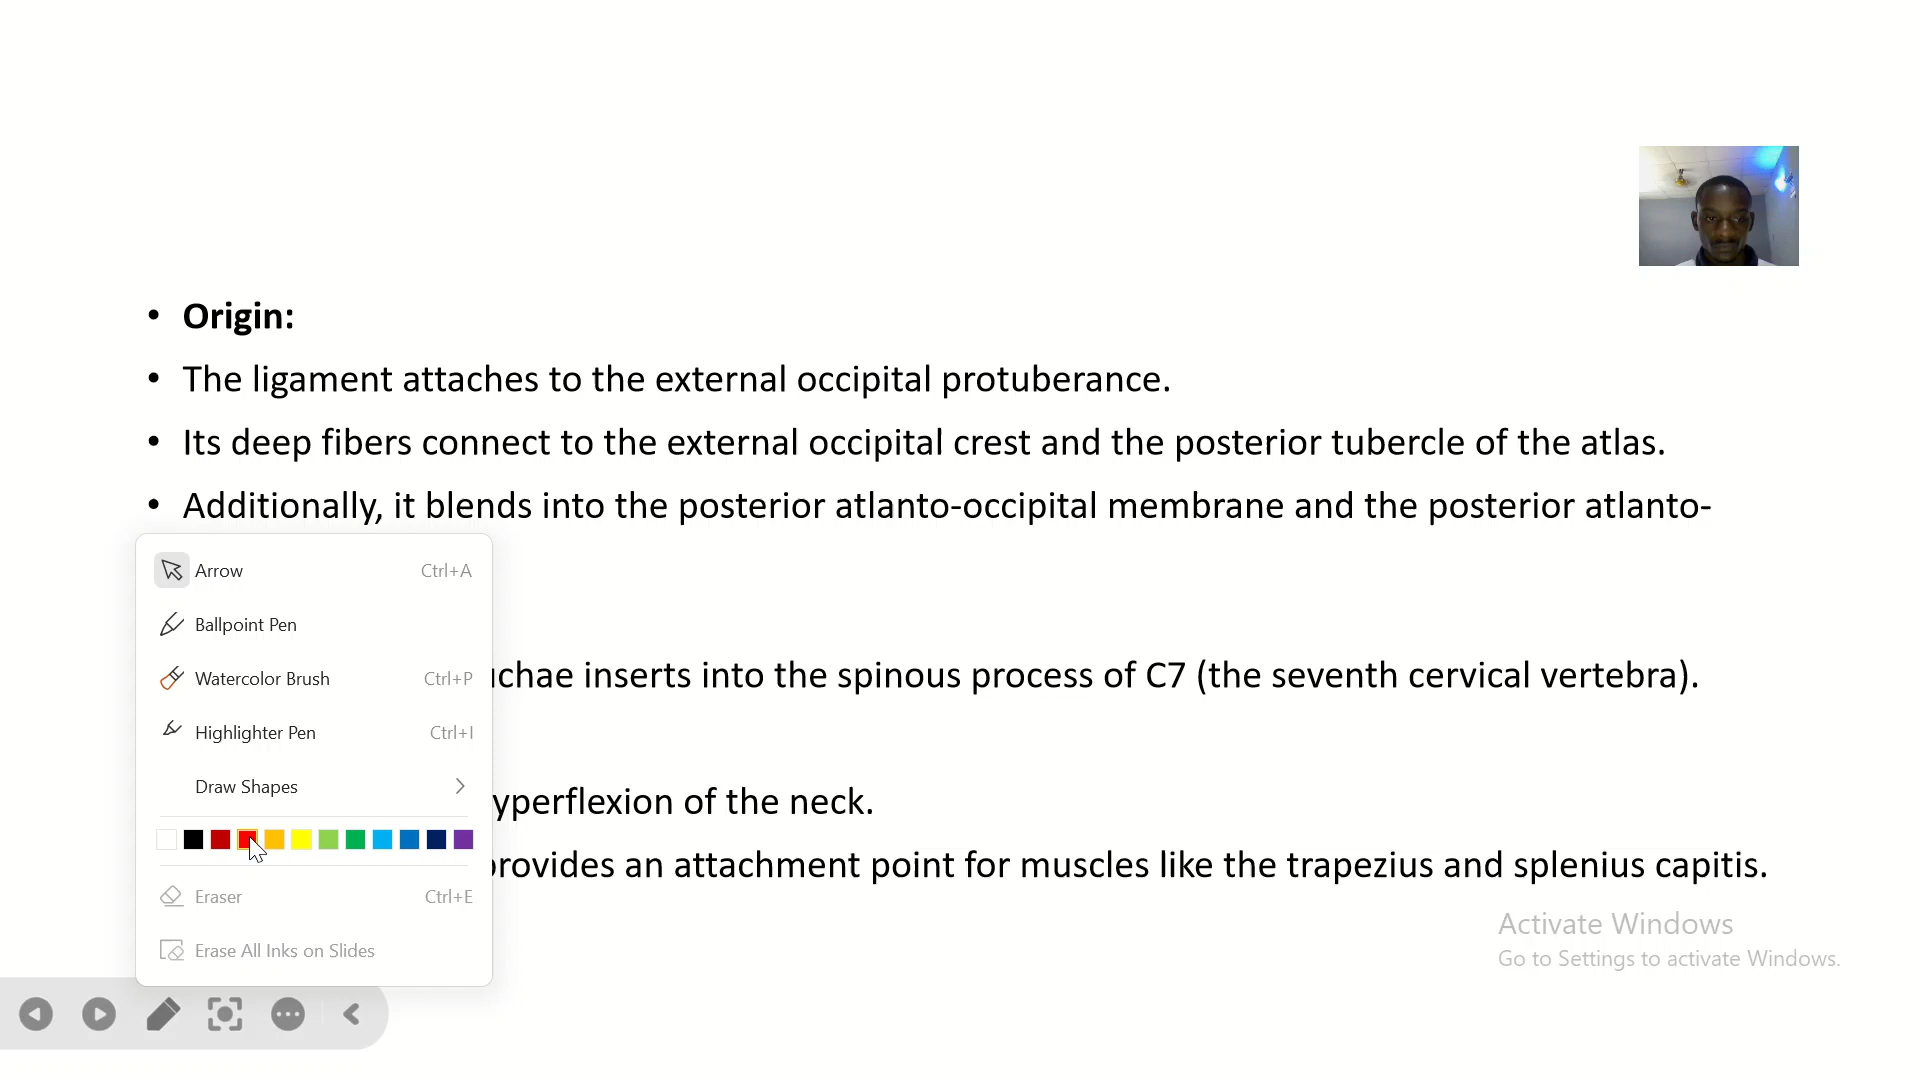 • Origin:
• The ligament attaches to the external occipital protuberance.
• Its deep fibers connect to the external occipital crest and the posterior tubercle of the atlas.
• Additionally, it blends into the posterior atlanto-occipital membrane and the posterior atlanto-
Arrow Ctrl+A
Ballpoint Pen
uchae inserts into the spinous process of C7 (the seventh cervical vertebra).
Watercolor Brush Ctrl+P
Highlighter Pen Ctrl+I
Draw Shapes
yperflexion of the neck.
provides an attachment point for muscles like the trapezius and splenius capitis.
Eraser Ctrl+E
Erase All Inks on Slides
Activate Windows
Go to Settings to activate Windows.